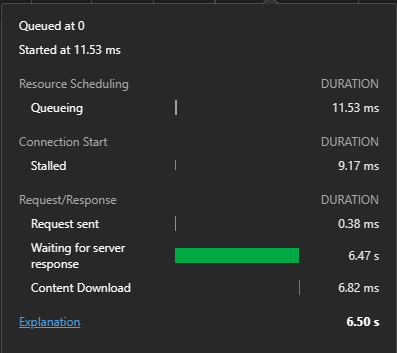 Queued at 0
Started at 11.53 ms
Resource Scheduling DURATION
Queueing 11.53 ms
Connection Start DURATION
Stalled 9.17 ms
Request/Response DURATION
Request sent 0.38 ms
Waiting for server
response 6.47 s
Content Download 6.82 ms
Explanation 6.50 s